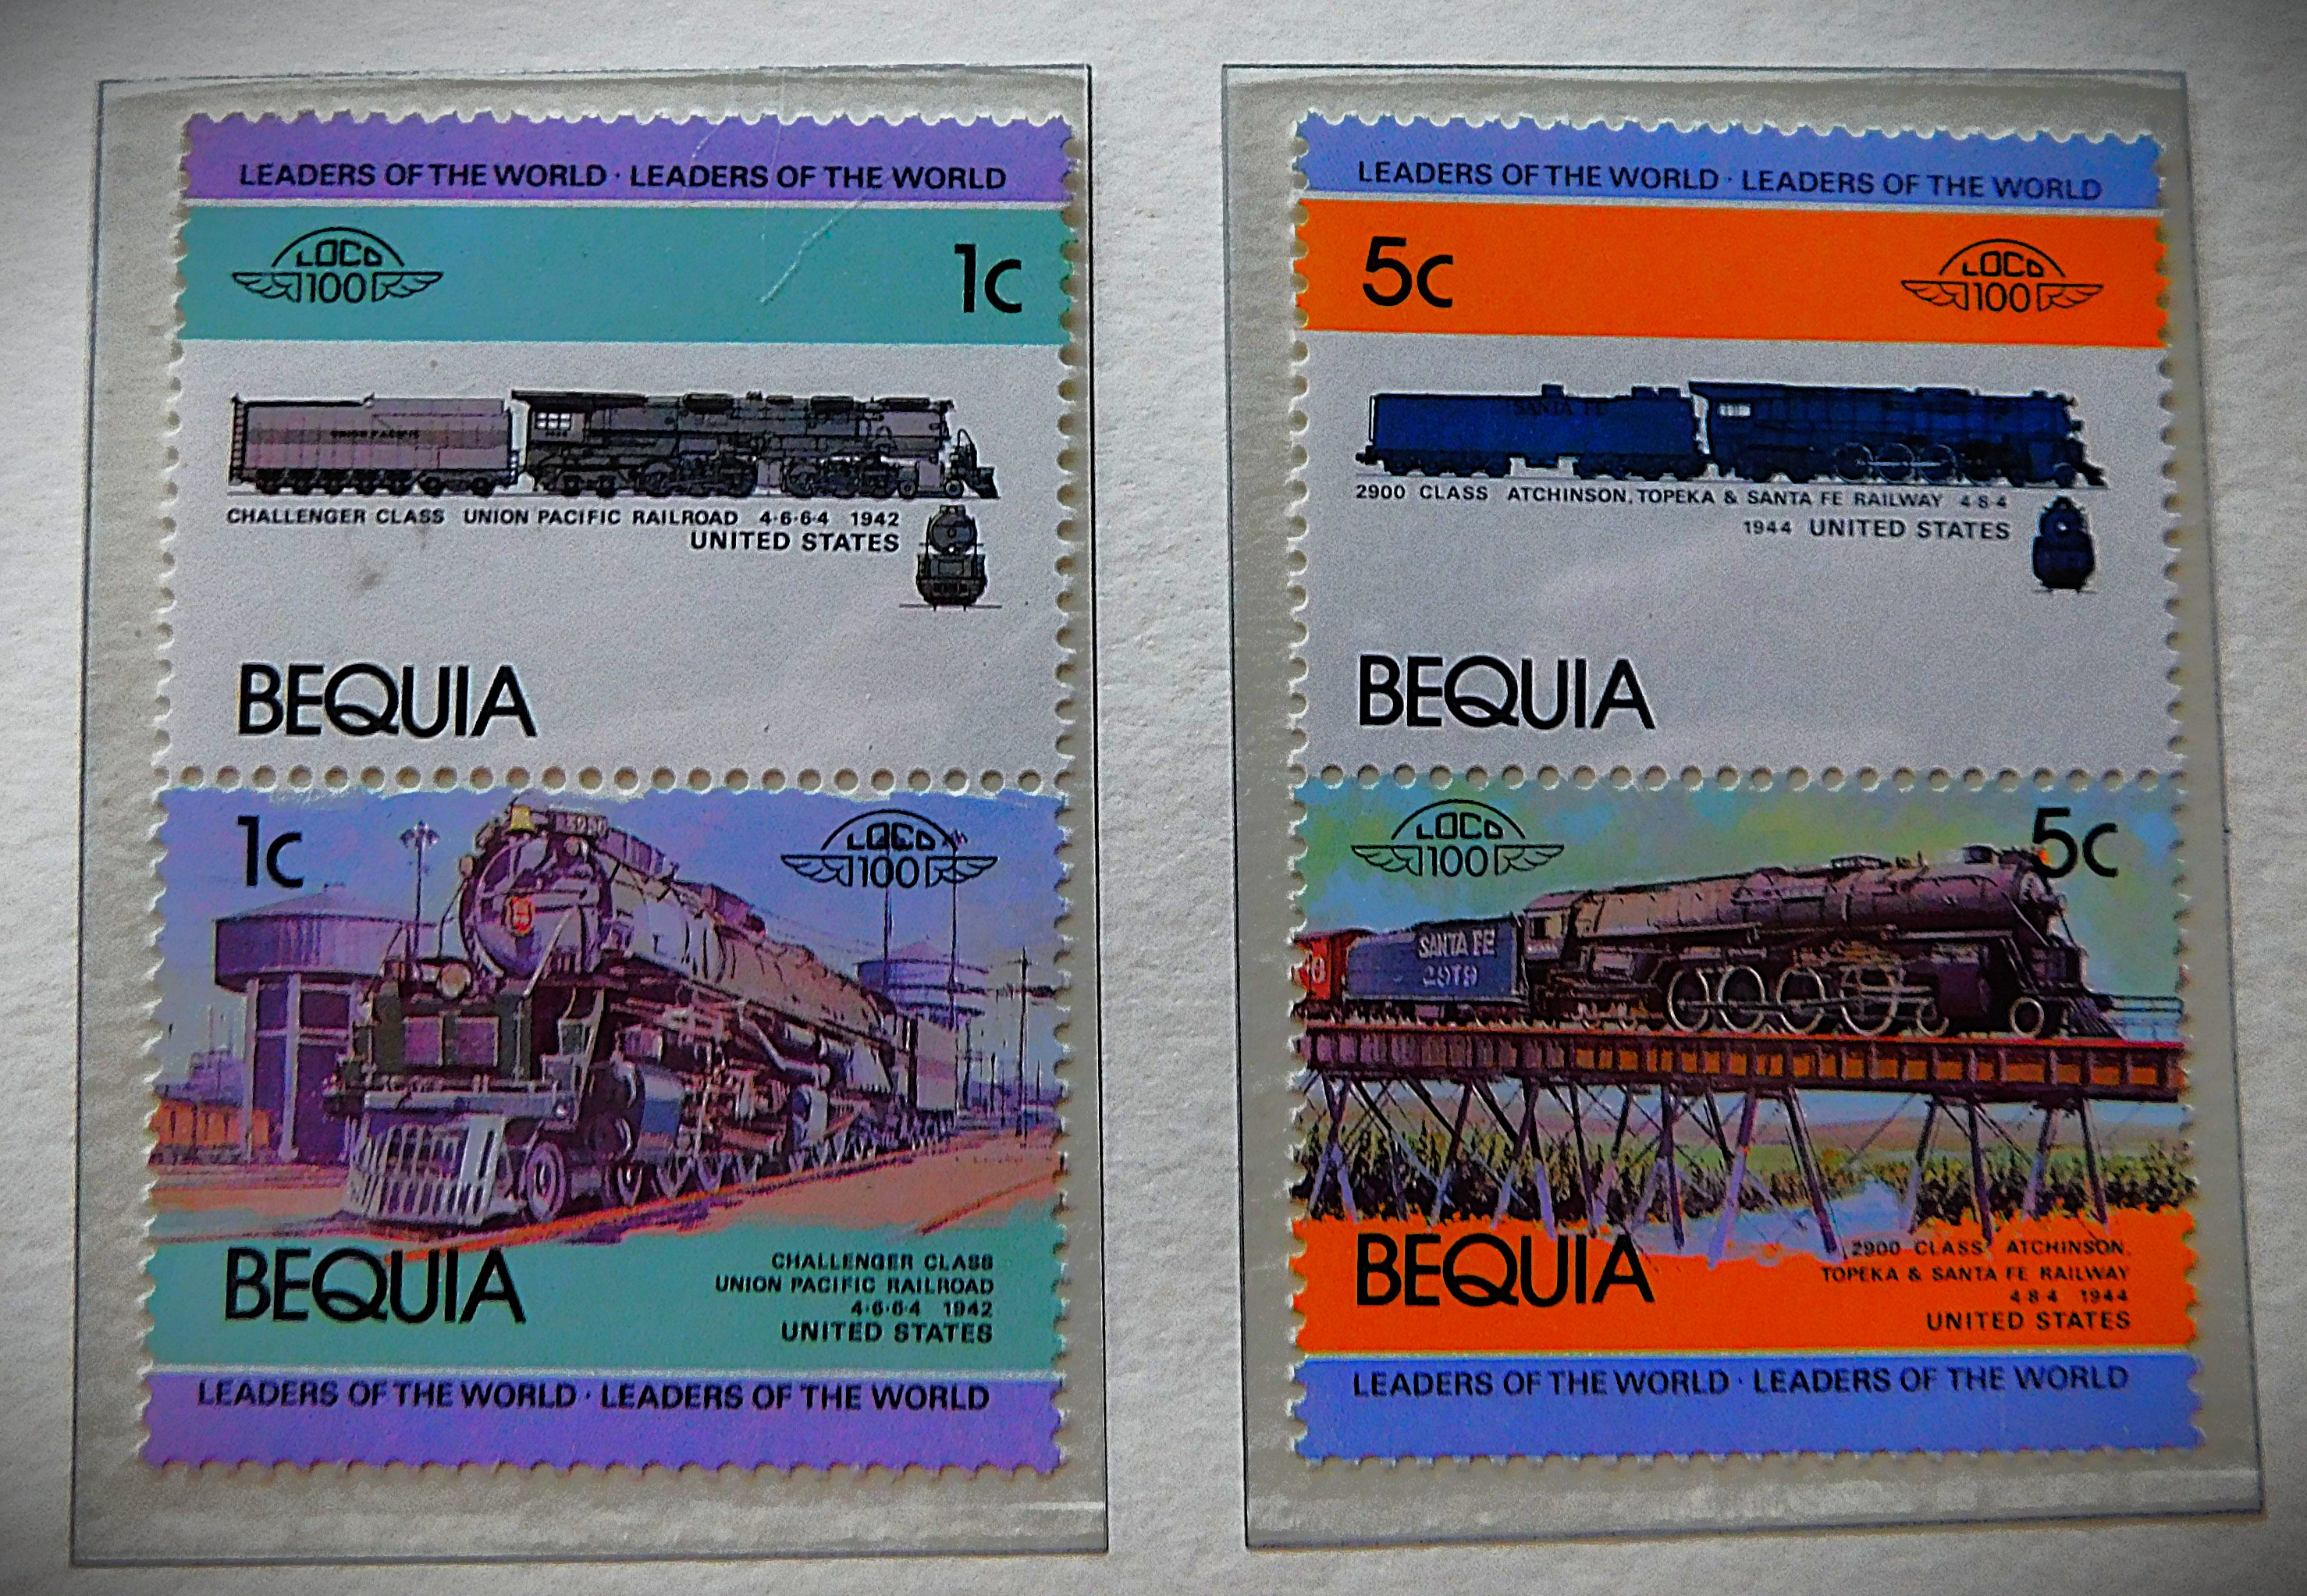 LEADERS OF THE WORLD · LEADERS OF THE WORLD
LOCO
100
1c
UNION PACIFIC
CHALLENGER CLASS UNION PACIFIC RAILROAD 4·6·6·4 1942
UNITED STATES
BEQUIA
1c
LOCO
100
BEQUIA
CHALLENGER CLASS
UNION PACIFIC RAILROAD
4·6·6·4 1942
UNITED STATES
LEADERS OF THE WORLD · LEADERS OF THE WORLD
LEADERS OF THE WORLD · LEADERS OF THE WORLD
5c
LOCO
100
SANTA FE
2900 CLASS ATCHINSON, TOPEKA & SANTA FE RAILWAY 4·8·4
1944 UNITED STATES
BEQUIA
LOCO
100
5c
SANTA FE
2919
BEQUIA
2900 CLASS ATCHINSON,
TOPEKA & SANTA FE RAILWAY
4·8·4 1944
UNITED STATES
LEADERS OF THE WORLD · LEADERS OF THE WORLD